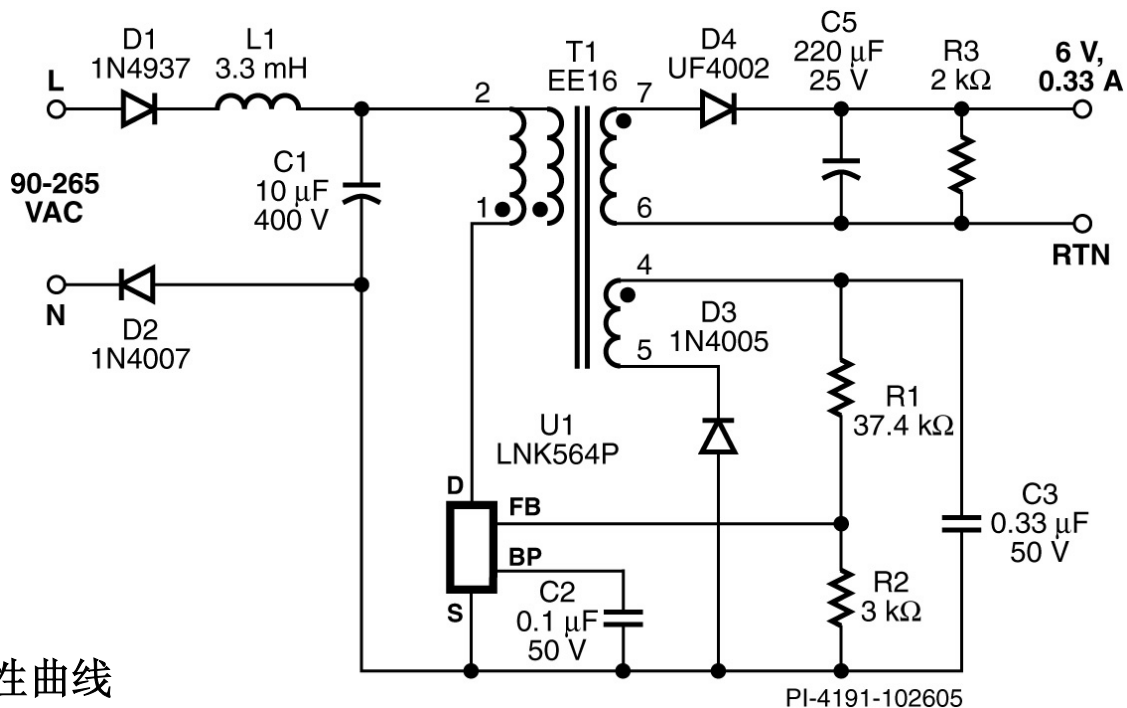 D1
1N4937
L1
3.3 mH
T1
EE16
D4
UF4002
C5
220 μF
25 V
R3
2 kΩ
6 V,
0.33 A
L
2
7
90-265
VAC
C1
10 μF
400 V
1
6
RTN
N
D2
1N4007
4
5
D3
1N4005
R1
37.4 kΩ
U1
LNK564P
D
FB
BP
S
C2
0.1 μF
50 V
R2
3 kΩ
C3
0.33 μF
50 V
性曲线
PI-4191-102605